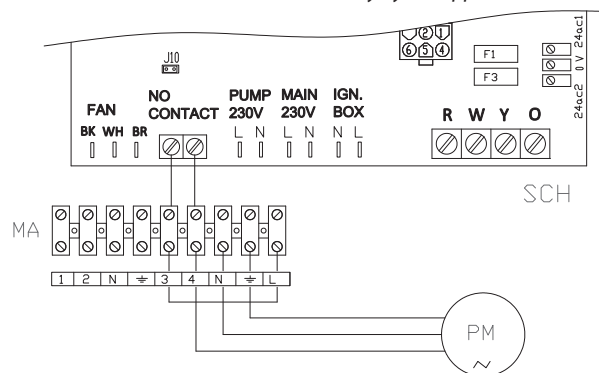 2 1
6 5 4
F1
F3
24ac1
0 V
24ac2
J10
FAN
BK WH BR
NO
CONTACT
PUMP
230V
L N
MAIN
230V
L N
IGN.
BOX
N L
R W Y O
SCH
MA
1 2 N ⏚ 3 4 N ⏚ L
PM
~